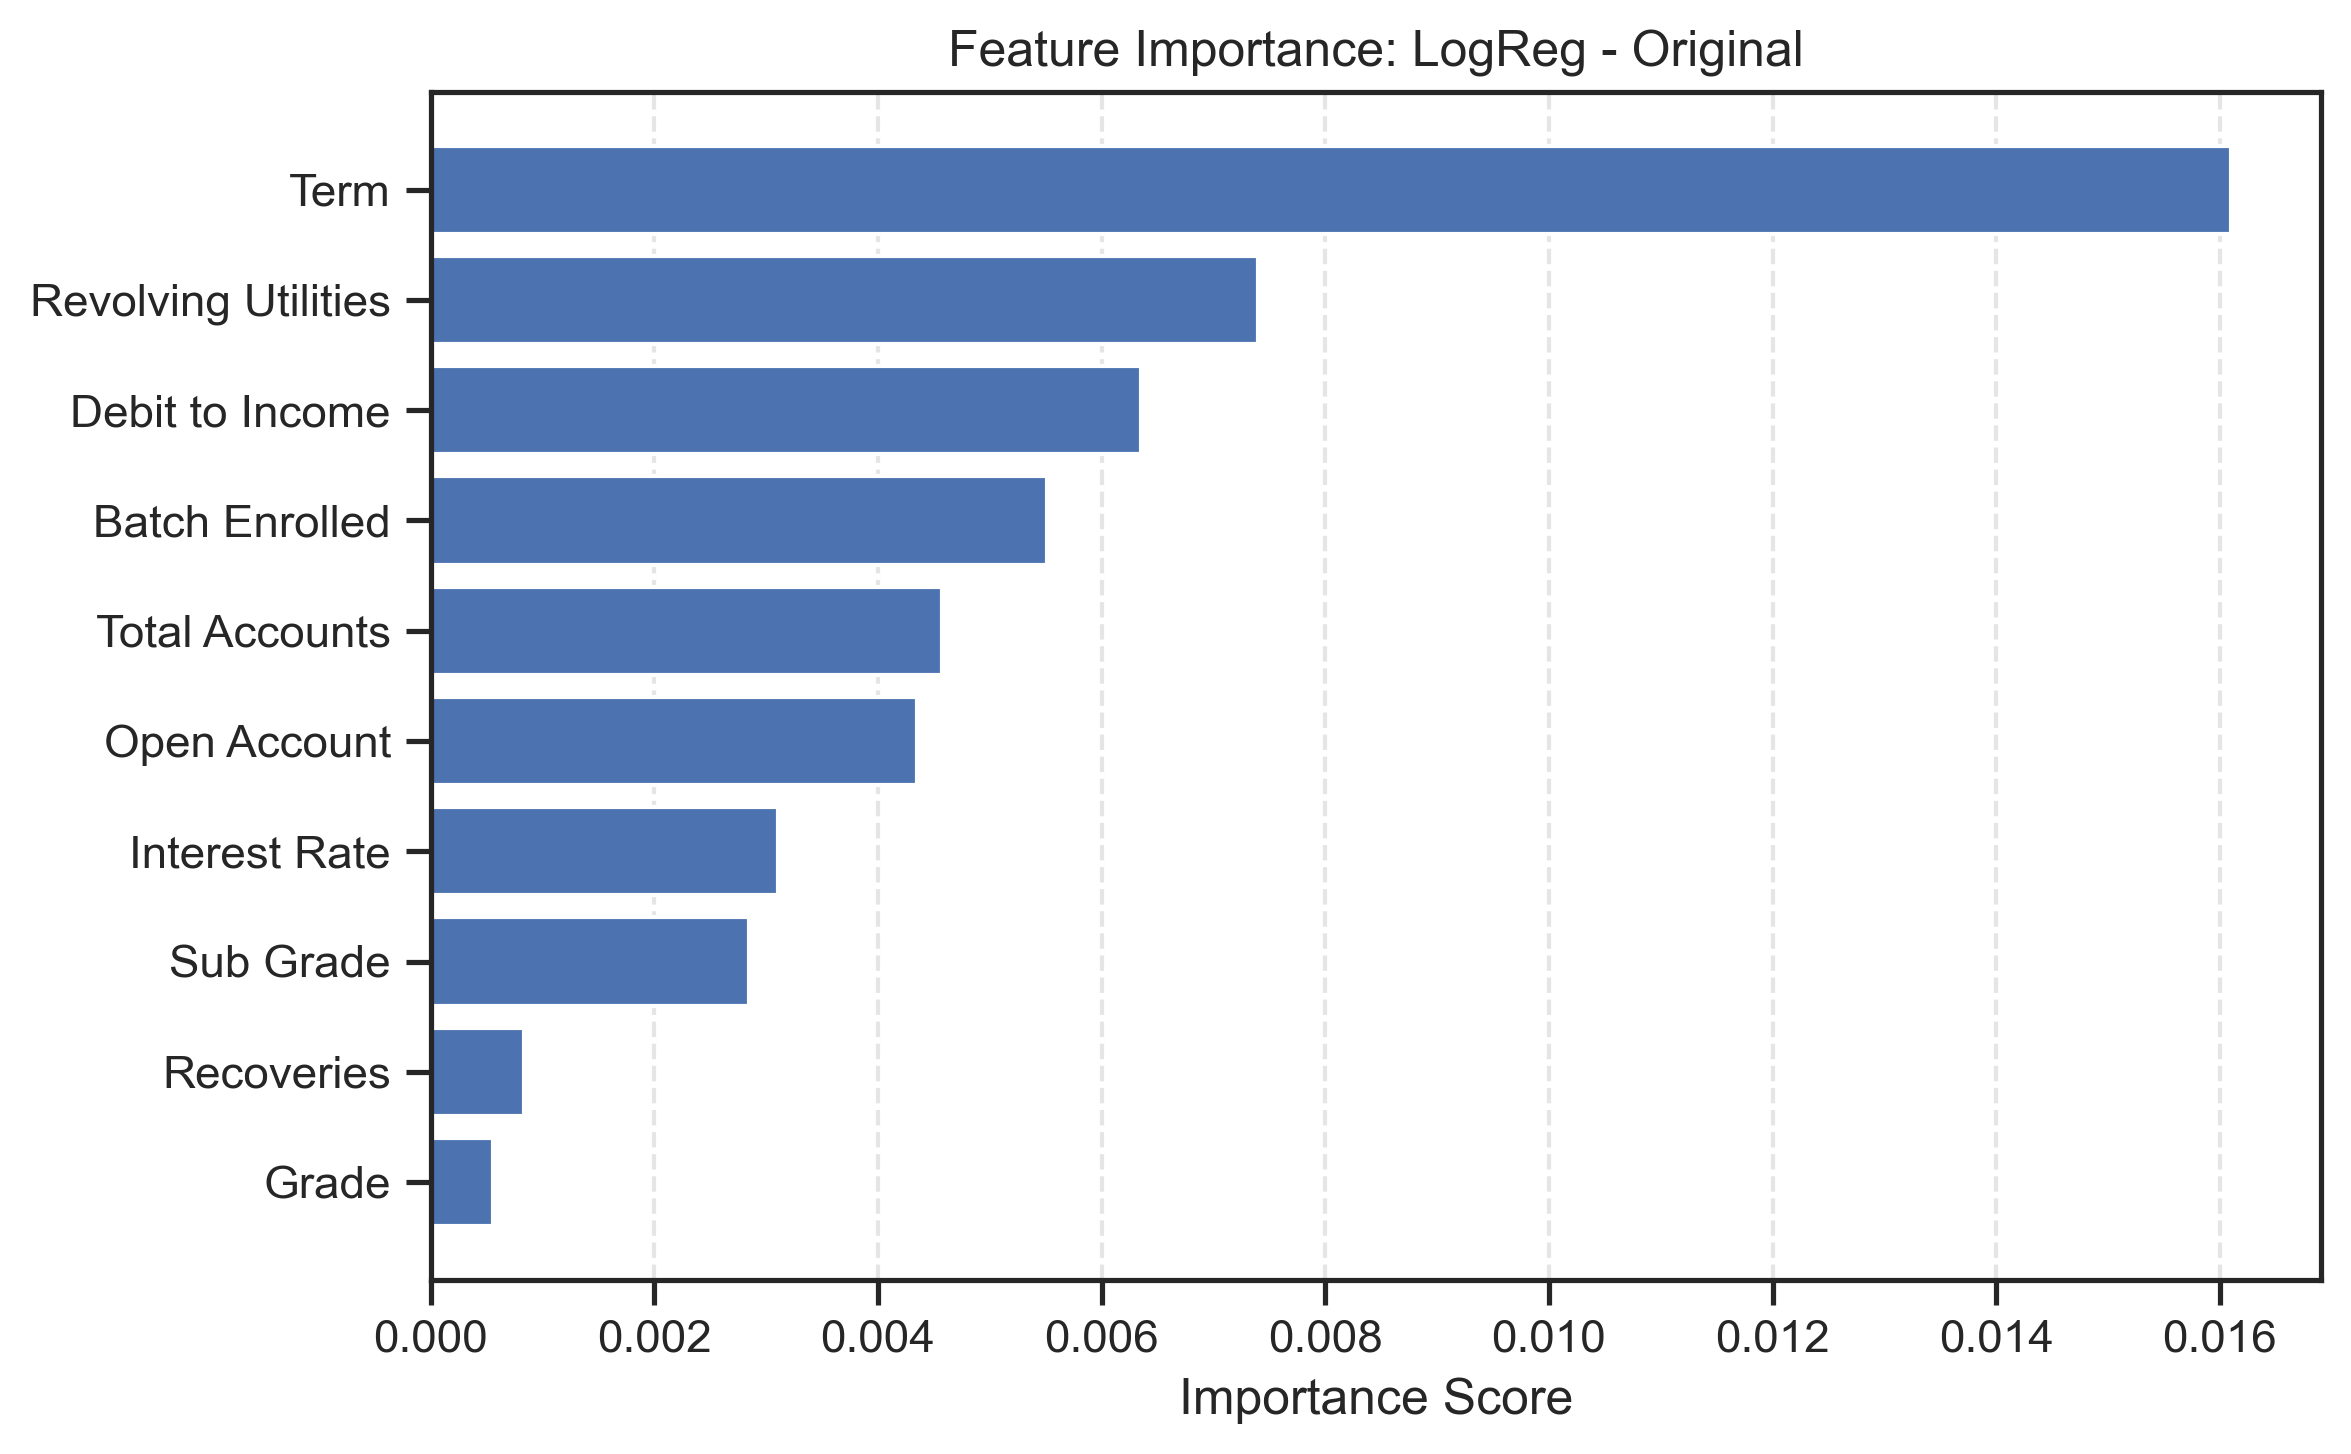 Feature Importance: LogReg - Original
Term
Revolving Utilities
Debit to Income
Batch Enrolled
Total Accounts
Open Account
Interest Rate
Sub Grade
Recoveries
Grade
0.000 0.002 0.004 0.006 0.008 0.010 0.012 0.014 0.016
Importance Score